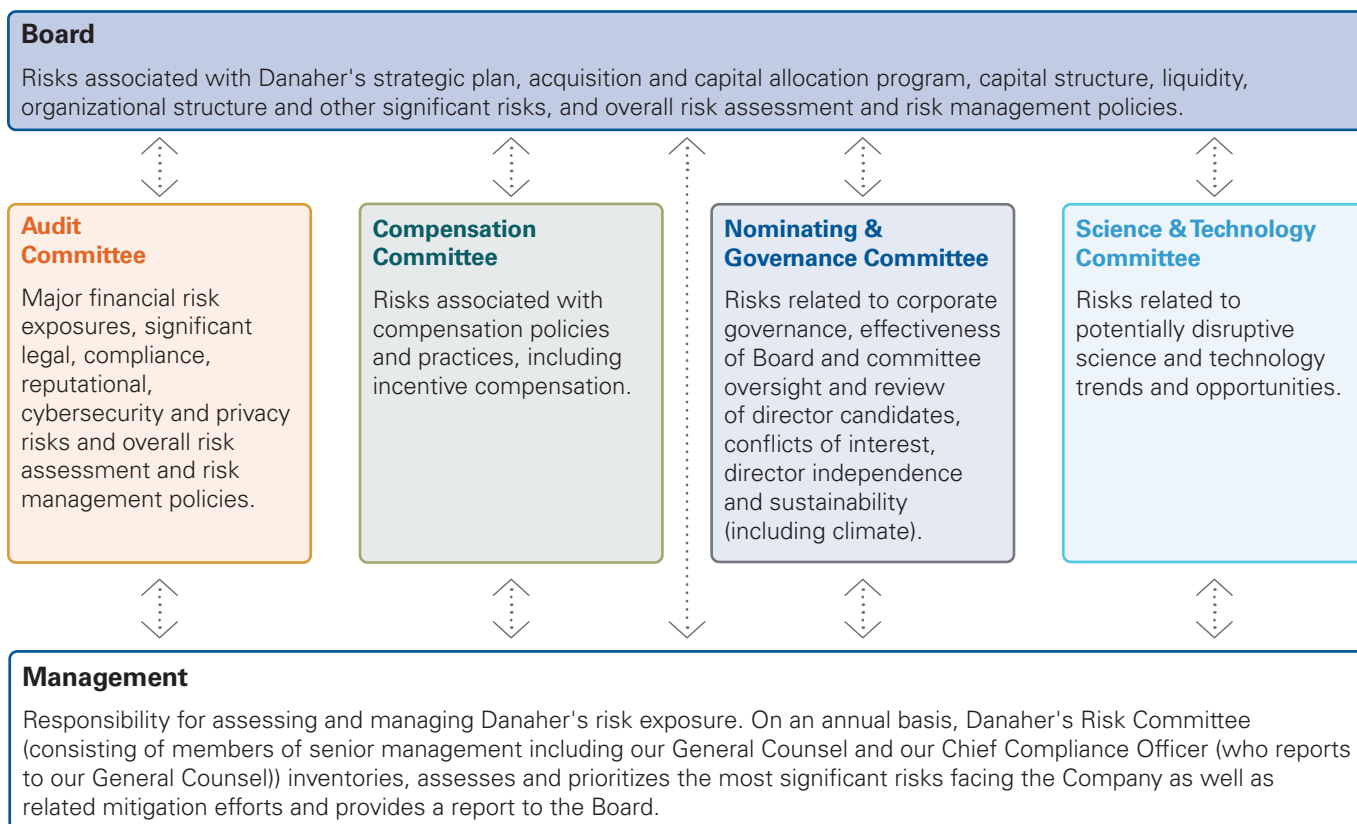 Board
Risks associated with Danaher's strategic plan, acquisition and capital allocation program, capital structure, liquidity,
organizational structure and other significant risks, and overall risk assessment and risk management policies.
Audit
Committee
Major financial risk
exposures, significant
legal, compliance,
reputational,
cybersecurity and privacy
risks and overall risk
assessment and risk
management policies.
Compensation
Committee
Risks associated with
compensation policies
and practices, including
incentive compensation.
Nominating &
Governance Committee
Risks related to corporate
governance, effectiveness
of Board and committee
oversight and review
of director candidates,
conflicts of interest,
director independence
and sustainability
(including climate).
Science & Technology
Committee
Risks related to
potentially disruptive
science and technology
trends and opportunities.
Management
Responsibility for assessing and managing Danaher's risk exposure. On an annual basis, Danaher's Risk Committee
(consisting of members of senior management including our General Counsel and our Chief Compliance Officer (who reports
to our General Counsel)) inventories, assesses and prioritizes the most significant risks facing the Company as well as
related mitigation efforts and provides a report to the Board.